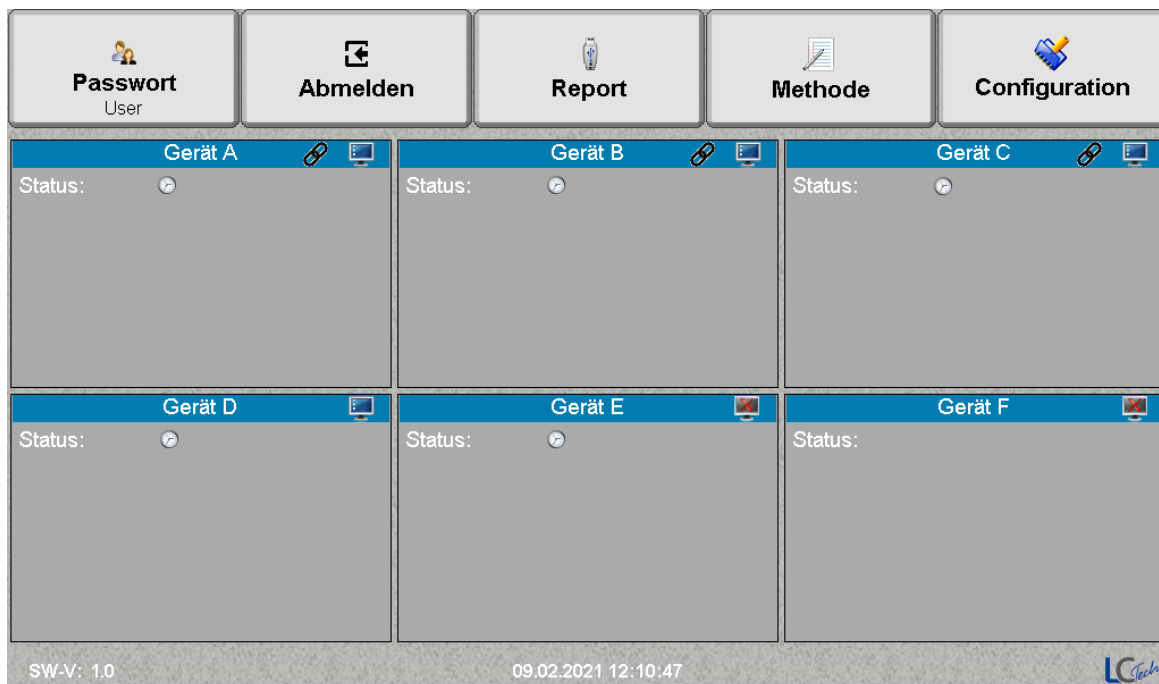 Passwort
User
Abmelden
Report
Methode
Configuration
Gerät A
Status:
Gerät B
Status:
Gerät C
Status:
Gerät D
Status:
Gerät E
Status:
Gerät F
Status:
SW-V: 1.0
09.02.2021 12:10:47
LCTech